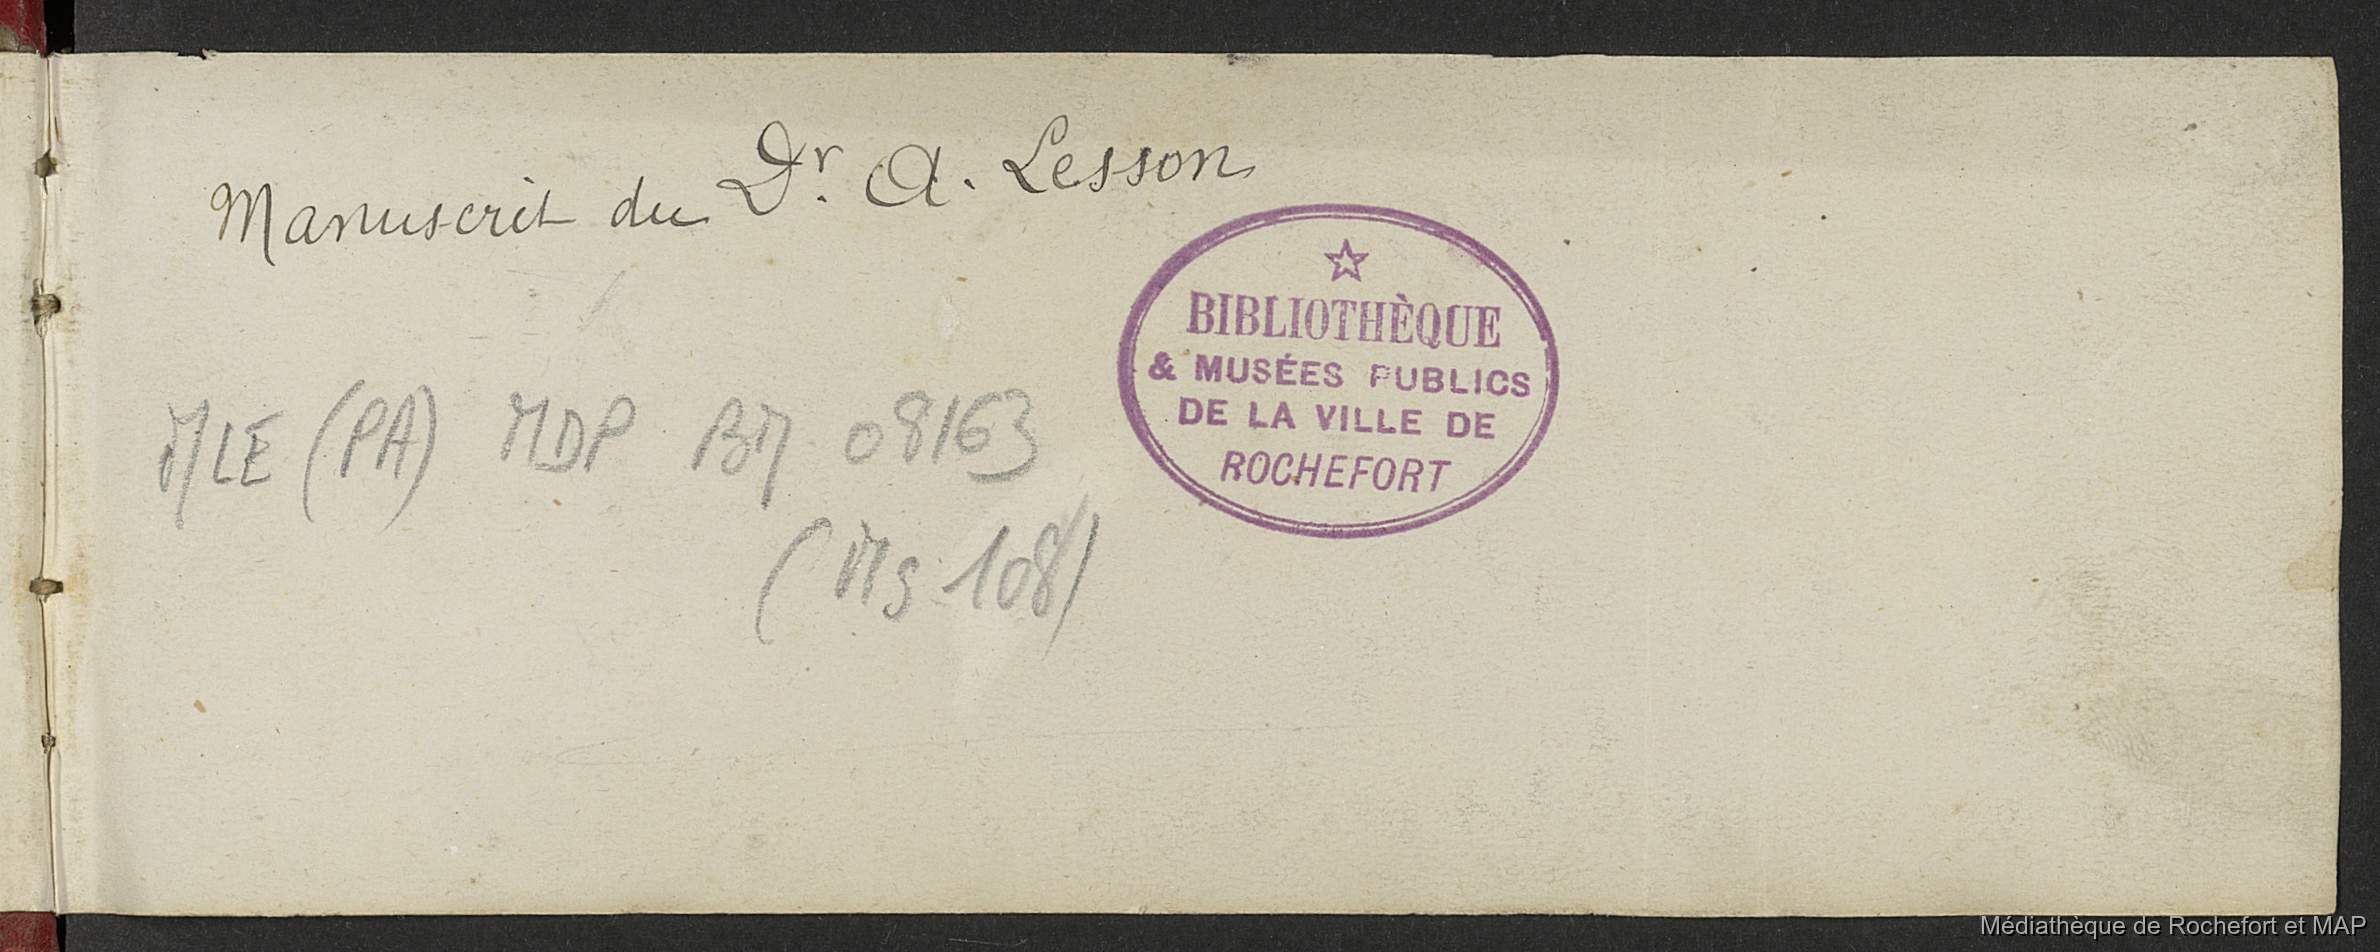 Manuscrit du Dr. A. Lesson
BIBLIOTHÈQUE
& MUSÉES PUBLICS
DE LA VILLE DE
ROCHEFORT
MLE (PA) MDP BM 08163
(Ms 108)
Médiathèque de Rochefort et MAP